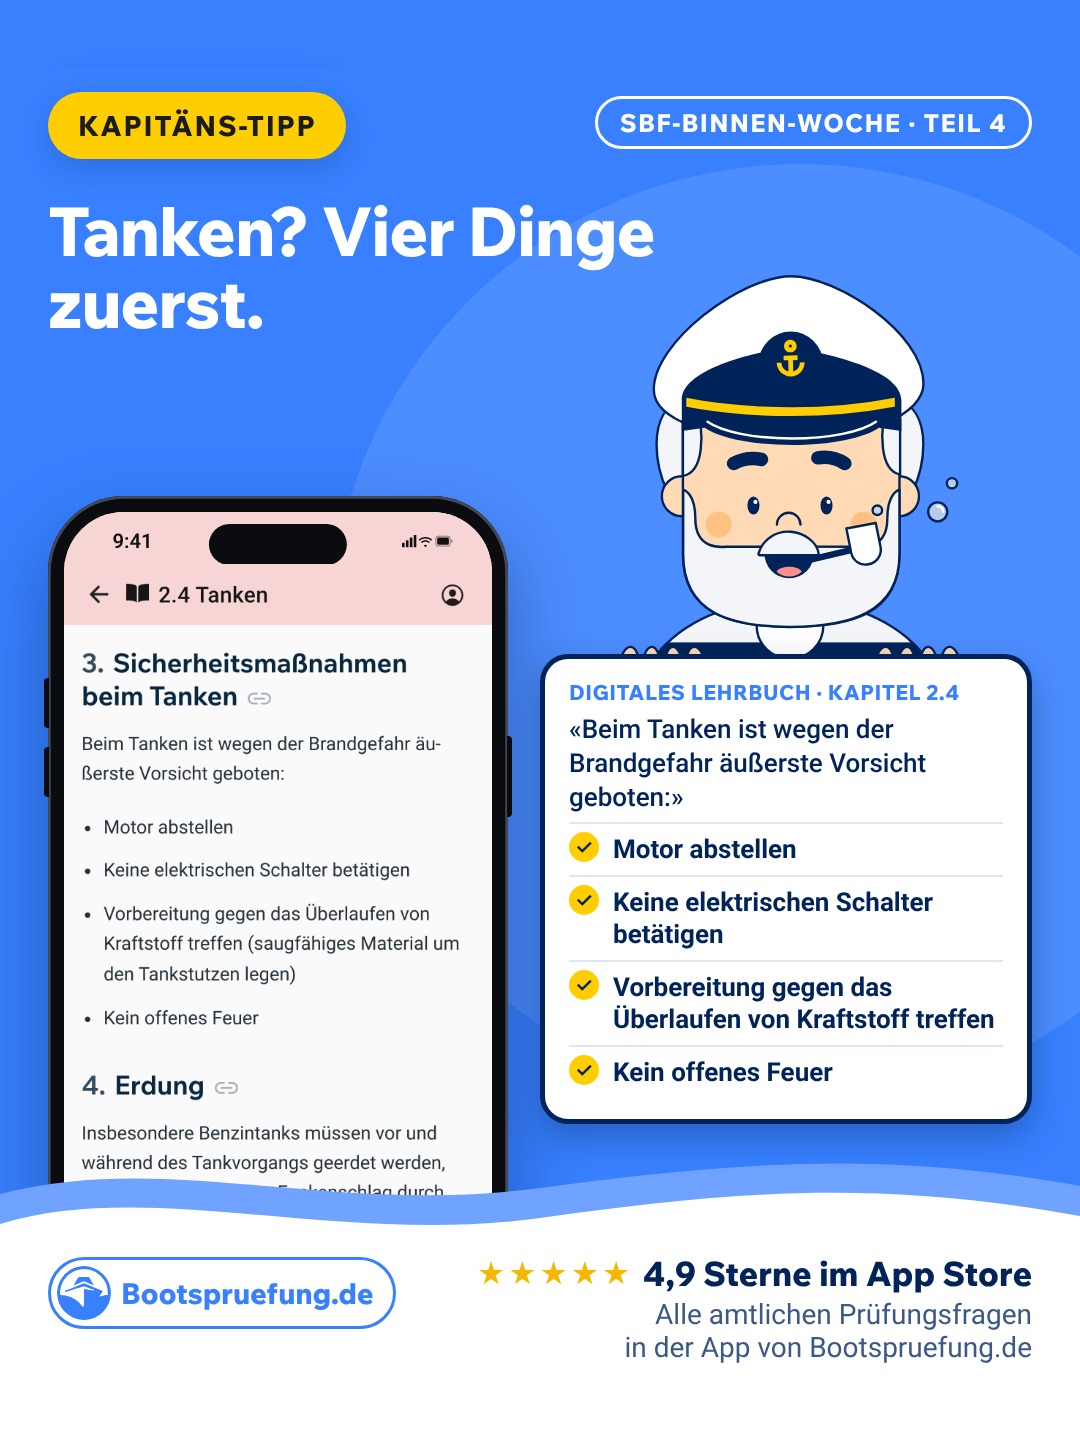 KAPITÄNS-TIPP
SBF-BINNEN-WOCHE · TEIL 4
Tanken? Vier Dinge
zuerst.
9:41
2.4 Tanken
3. Sicherheitsmaßnahmen
beim Tanken
Beim Tanken ist wegen der Brandgefahr äu-
ßerste Vorsicht geboten:
• Motor abstellen
• Keine elektrischen Schalter betätigen
• Vorbereitung gegen das Überlaufen von
Kraftstoff treffen (saugfähiges Material um
den Tankstutzen legen)
• Kein offenes Feuer
4. Erdung
Insbesondere Benzintanks müssen vor und
während des Tankvorgangs geerdet werden,
durch
DIGITALES LEHRBUCH · KAPITEL 2.4
«Beim Tanken ist wegen der
Brandgefahr äußerste Vorsicht
geboten:»
Motor abstellen
Keine elektrischen Schalter
betätigen
Vorbereitung gegen das
Überlaufen von Kraftstoff treffen
Kein offenes Feuer
Bootspruefung.de
★★★★★ 4,9 Sterne im App Store
Alle amtlichen Prüfungsfragen
in der App von Bootspruefung.de